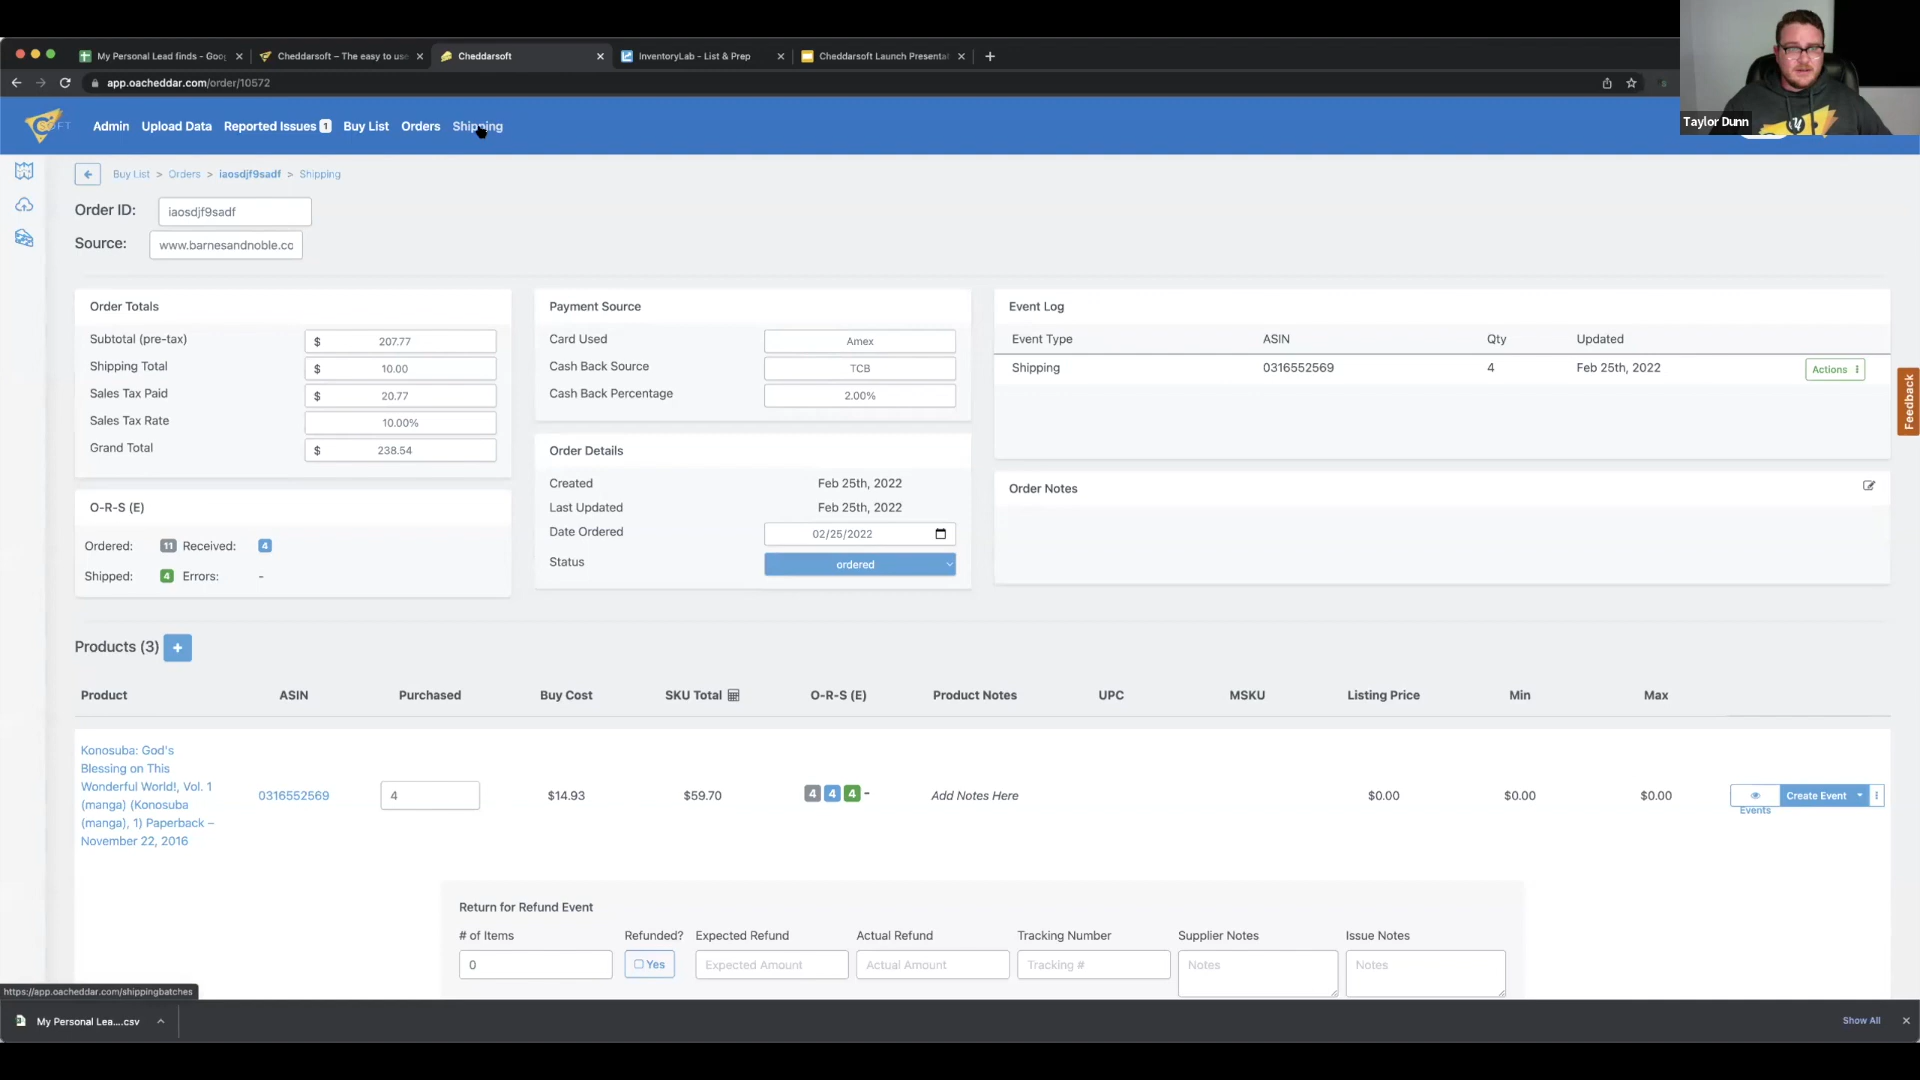 My Personal Lead finds - Goog
Cheddarsoft – The easy to use
Cheddarsoft
InventoryLab - List & Prep
Cheddarsoft Launch Presenta
app.oacheddar.com/order/10572
SOFT
Admin
Upload Data
Reported Issues 1
Buy List
Orders
Shipping
Taylor Dunn
Buy List > Orders > iaosdjf9sadf > Shipping
Order ID: iaosdjf9sadf
Source: www.barnesandnoble.cc
Order Totals
Subtotal (pre-tax) $ 207.77
Shipping Total $ 10.00
Sales Tax Paid $ 20.77
Sales Tax Rate 10.00%
Grand Total $ 238.54
O-R-S (E)
Ordered: 11 Received: 4
Shipped: 4 Errors: -
Payment Source
Card Used Amex
Cash Back Source TCB
Cash Back Percentage 2.00%
Order Details
Created Feb 25th, 2022
Last Updated Feb 25th, 2022
Date Ordered 02/25/2022
Status ordered
Event Log
Event Type ASIN Qty Updated
Shipping 0316552569 4 Feb 25th, 2022 Actions
Order Notes
Feedback
Products (3) +
Product ASIN Purchased Buy Cost SKU Total O-R-S (E) Product Notes UPC MSKU Listing Price Min Max
Konosuba: God's
Blessing on This
Wonderful World!, Vol. 1
(manga) (Konosuba
(manga), 1) Paperback –
November 22, 2016
0316552569 4 $14.93 $59.70 4 4 4 - Add Notes Here $0.00 $0.00 $0.00
Events
Create Event
Return for Refund Event
# of Items Refunded? Expected Refund Actual Refund Tracking Number Supplier Notes Issue Notes
0 Yes Expected Amount Actual Amount Tracking # Notes Notes
https://app.oacheddar.com/shippingbatches
My Personal Lea....csv
Show All